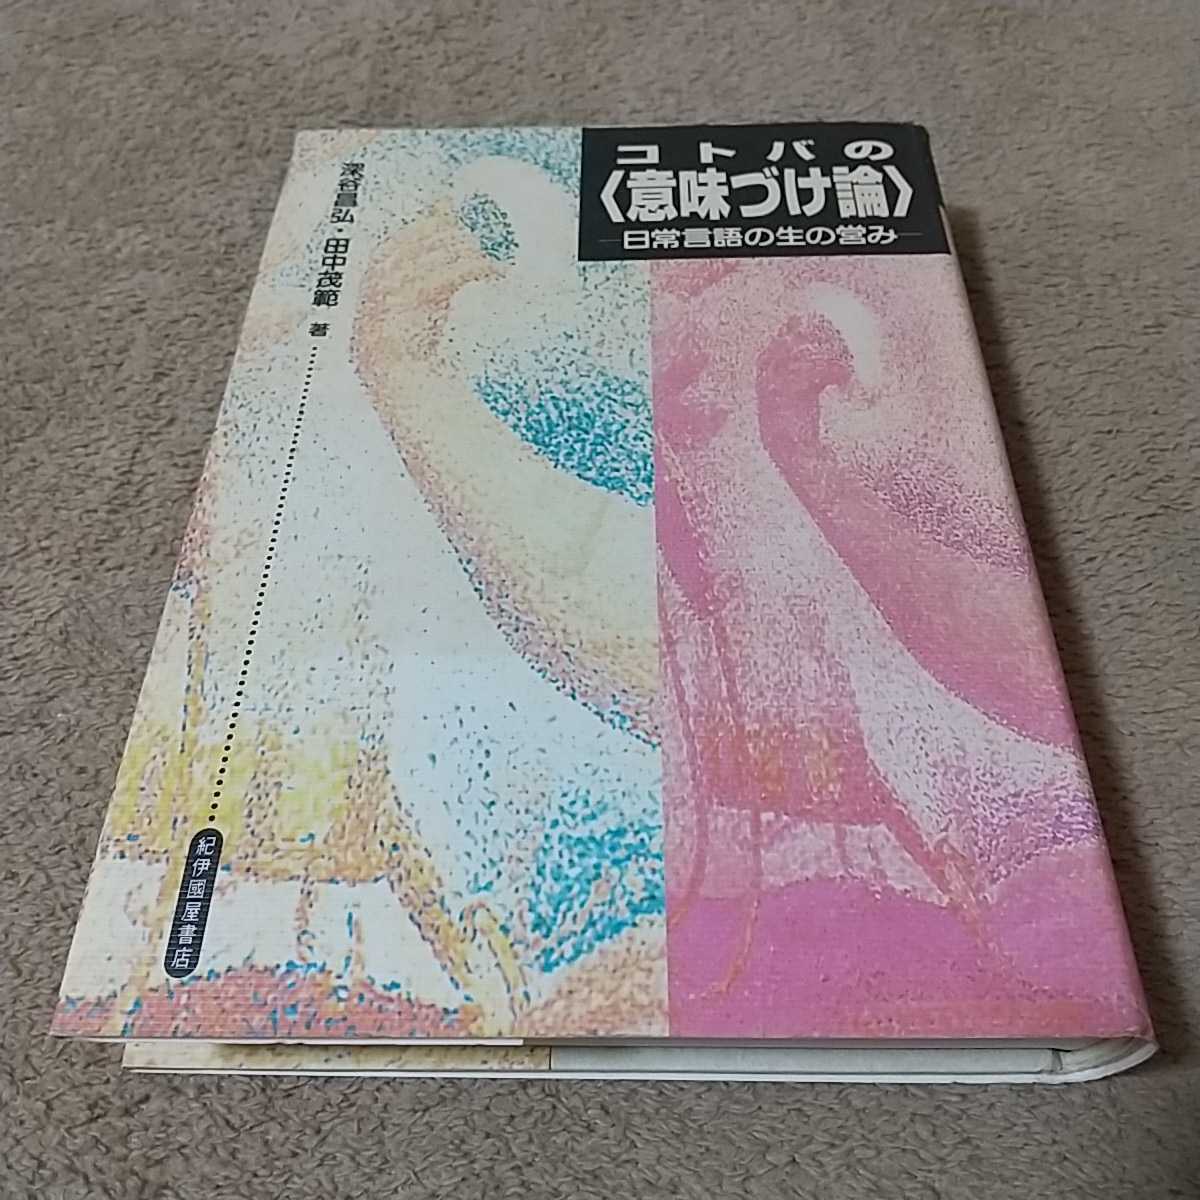 コトバの
〈意味づけ論〉
―日常言語の生の営み―
深谷昌弘・田中茂範 著
紀伊國屋書店